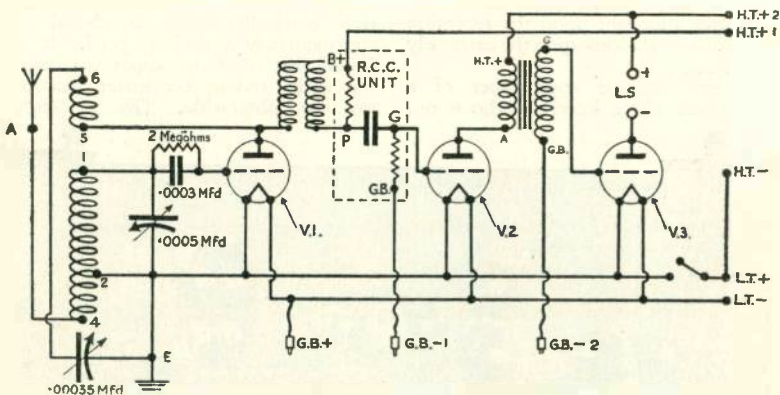 H.T.+2
H.T.+1
G
H.T.+
B+
R.C.C.
UNIT
6
+
L.S
-
A
5
2 Megohms
P
G
A
G.B.
1
.0003 Mfd
G.B.
H.T.-
.0005 Mfd
V.1.
V.2
V.3.
2
L.T.+
4
L.T.-
E
G.B.+
G.B.-1
G.B.-2
.00035 Mfd